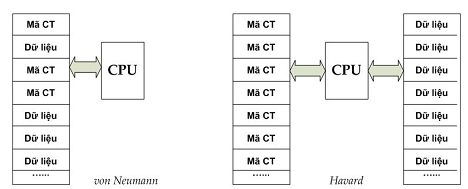 Mã CT
Dữ liệu
Mã CT
Mã CT
Dữ liệu
Dữ liệu
Dữ liệu
......
CPU
von Neumann
Mã CT
Mã CT
Mã CT
Mã CT
Mã CT
Mã CT
Mã CT
......
CPU
Dữ liệu
Dữ liệu
Dữ liệu
Dữ liệu
Dữ liệu
Dữ liệu
Dữ liệu
......
Havard